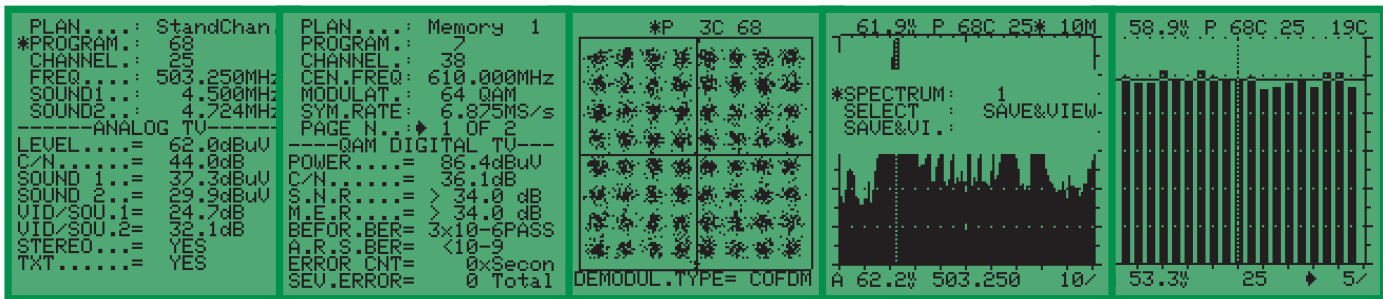 PLAN....: StandChan.
*PROGRAM.: 68
CHANNEL.: 25
FREQ....: 503.250MHz
SOUND1..: 4.500MHz
SOUND2..: 4.724MHz
------ANALOG TV------
LEVEL....= 62.0dBuV
C/N......= 44.0dB
SOUND 1..= 37.3dBuV
SOUND 2..= 29.9dBuV
VID/SOU.1= 24.7dB
VID/SOU.2= 32.1dB
STEREO...= YES
TXT......= YES
PLAN....: Memory 1
PROGRAM.: 7
CHANNEL.: 38
CEN.FREQ: 610.000MHz
MODULAT.: 64 QAM
SYM.RATE: 6.875MS/s
PAGE N..: 1 OF 2
----QAM DIGITAL TV---
POWER....= 86.4dBuV
C/N......= 36.1dB
S.N.R....= > 34.0 dB
M.E.R....= > 34.0 dB
BEFOR.BER= 3x10-6PASS
A.R.S.BER= <10-9
ERROR CNT= 0xSecon
SEV.ERROR= 0 Total
*P 3C 68
DEMODUL.TYPE= COFDM
61.9 P 68C 25* 10M
*SPECTRUM: 1
SELECT : SAVE&VIEW
SAVE&VI.:
A 62.2 503.250 10/
58.9 P 68C 25 19C
53.3 25 5/